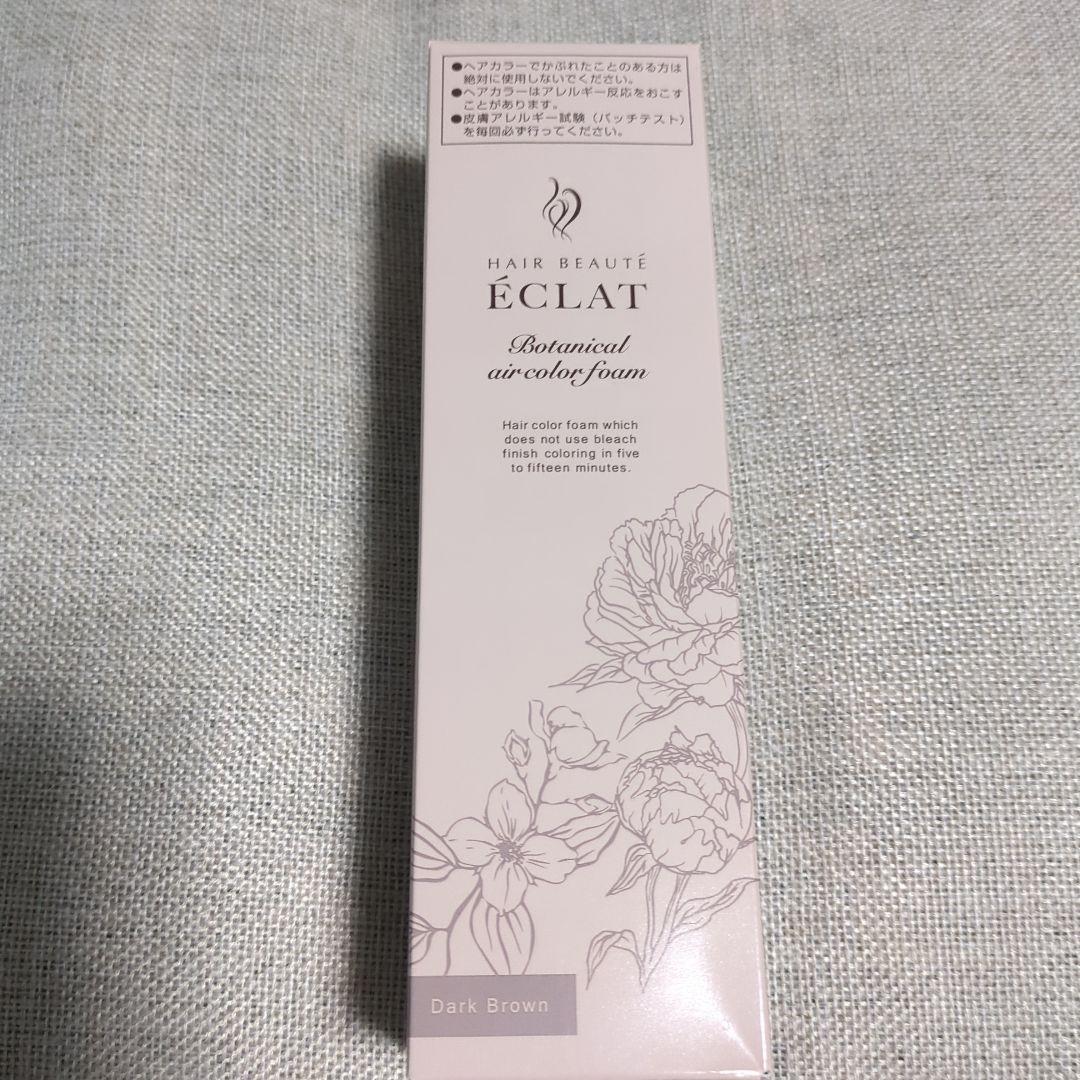 ●ヘアカラーでかぶれたことのある方は
絶対に使用しないでください。
●ヘアカラーはアレルギー反応をおこす
ことがあります。
●皮膚アレルギー試験(パッチテスト)
を毎回必ず行ってください。
HAIR BEAUTÉ
ÉCLAT
Botanical
air color foam
Hair color foam which
does not use bleach
finish coloring in five
to fifteen minutes.
Dark Brown